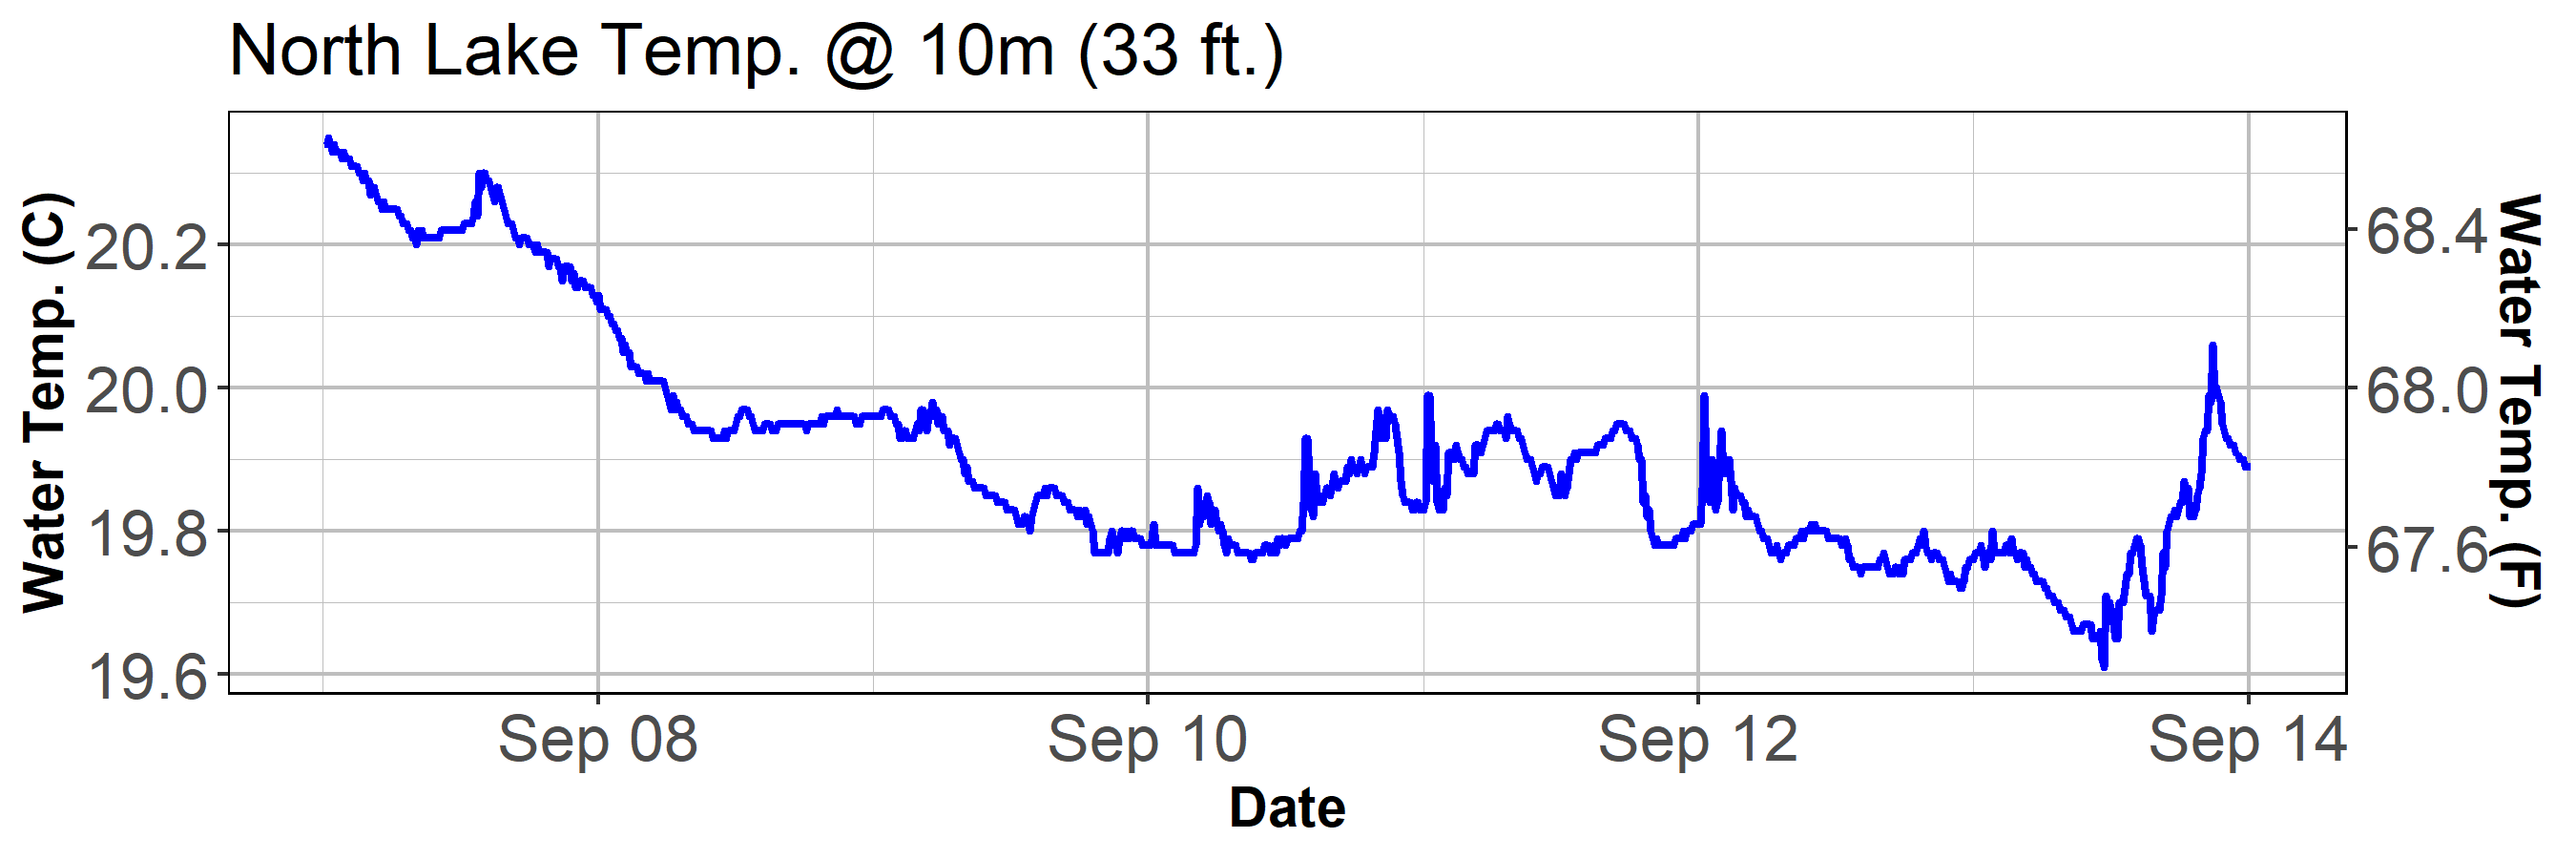 North Lake Temp. @ 10m (33 ft.)
Water Temp. (C)
20.2
20.0
19.8
19.6
68.4
68.0
67.6
Water Temp. (F)
Sep 08
Sep 10
Sep 12
Sep 14
Date